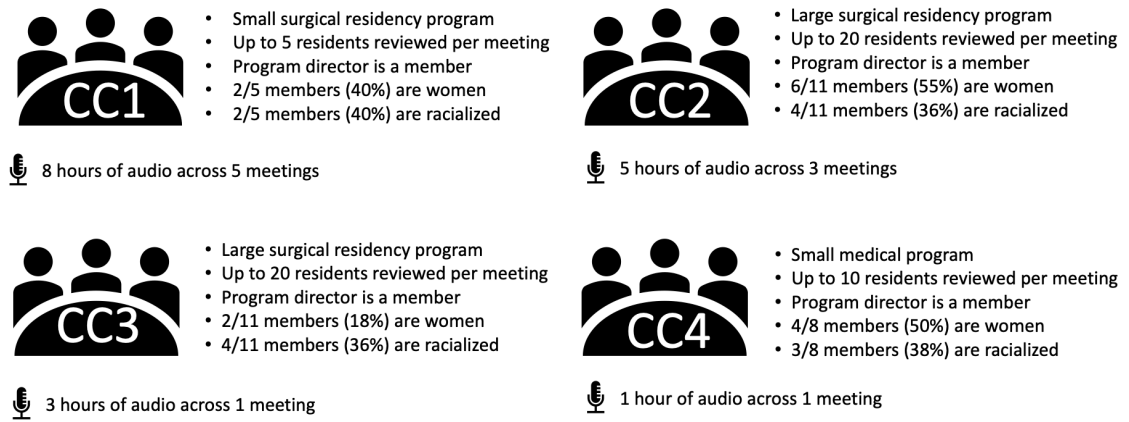 CC1
• Small surgical residency program
• Up to 5 residents reviewed per meeting
• Program director is a member
• 2/5 members (40%) are women
• 2/5 members (40%) are racialized
8 hours of audio across 5 meetings
CC2
• Large surgical residency program
• Up to 20 residents reviewed per meeting
• Program director is a member
• 6/11 members (55%) are women
• 4/11 members (36%) are racialized
5 hours of audio across 3 meetings
CC3
• Large surgical residency program
• Up to 20 residents reviewed per meeting
• Program director is a member
• 2/11 members (18%) are women
• 4/11 members (36%) are racialized
3 hours of audio across 1 meeting
CC4
• Small medical program
• Up to 10 residents reviewed per meeting
• Program director is a member
• 4/8 members (50%) are women
• 3/8 members (38%) are racialized
1 hour of audio across 1 meeting